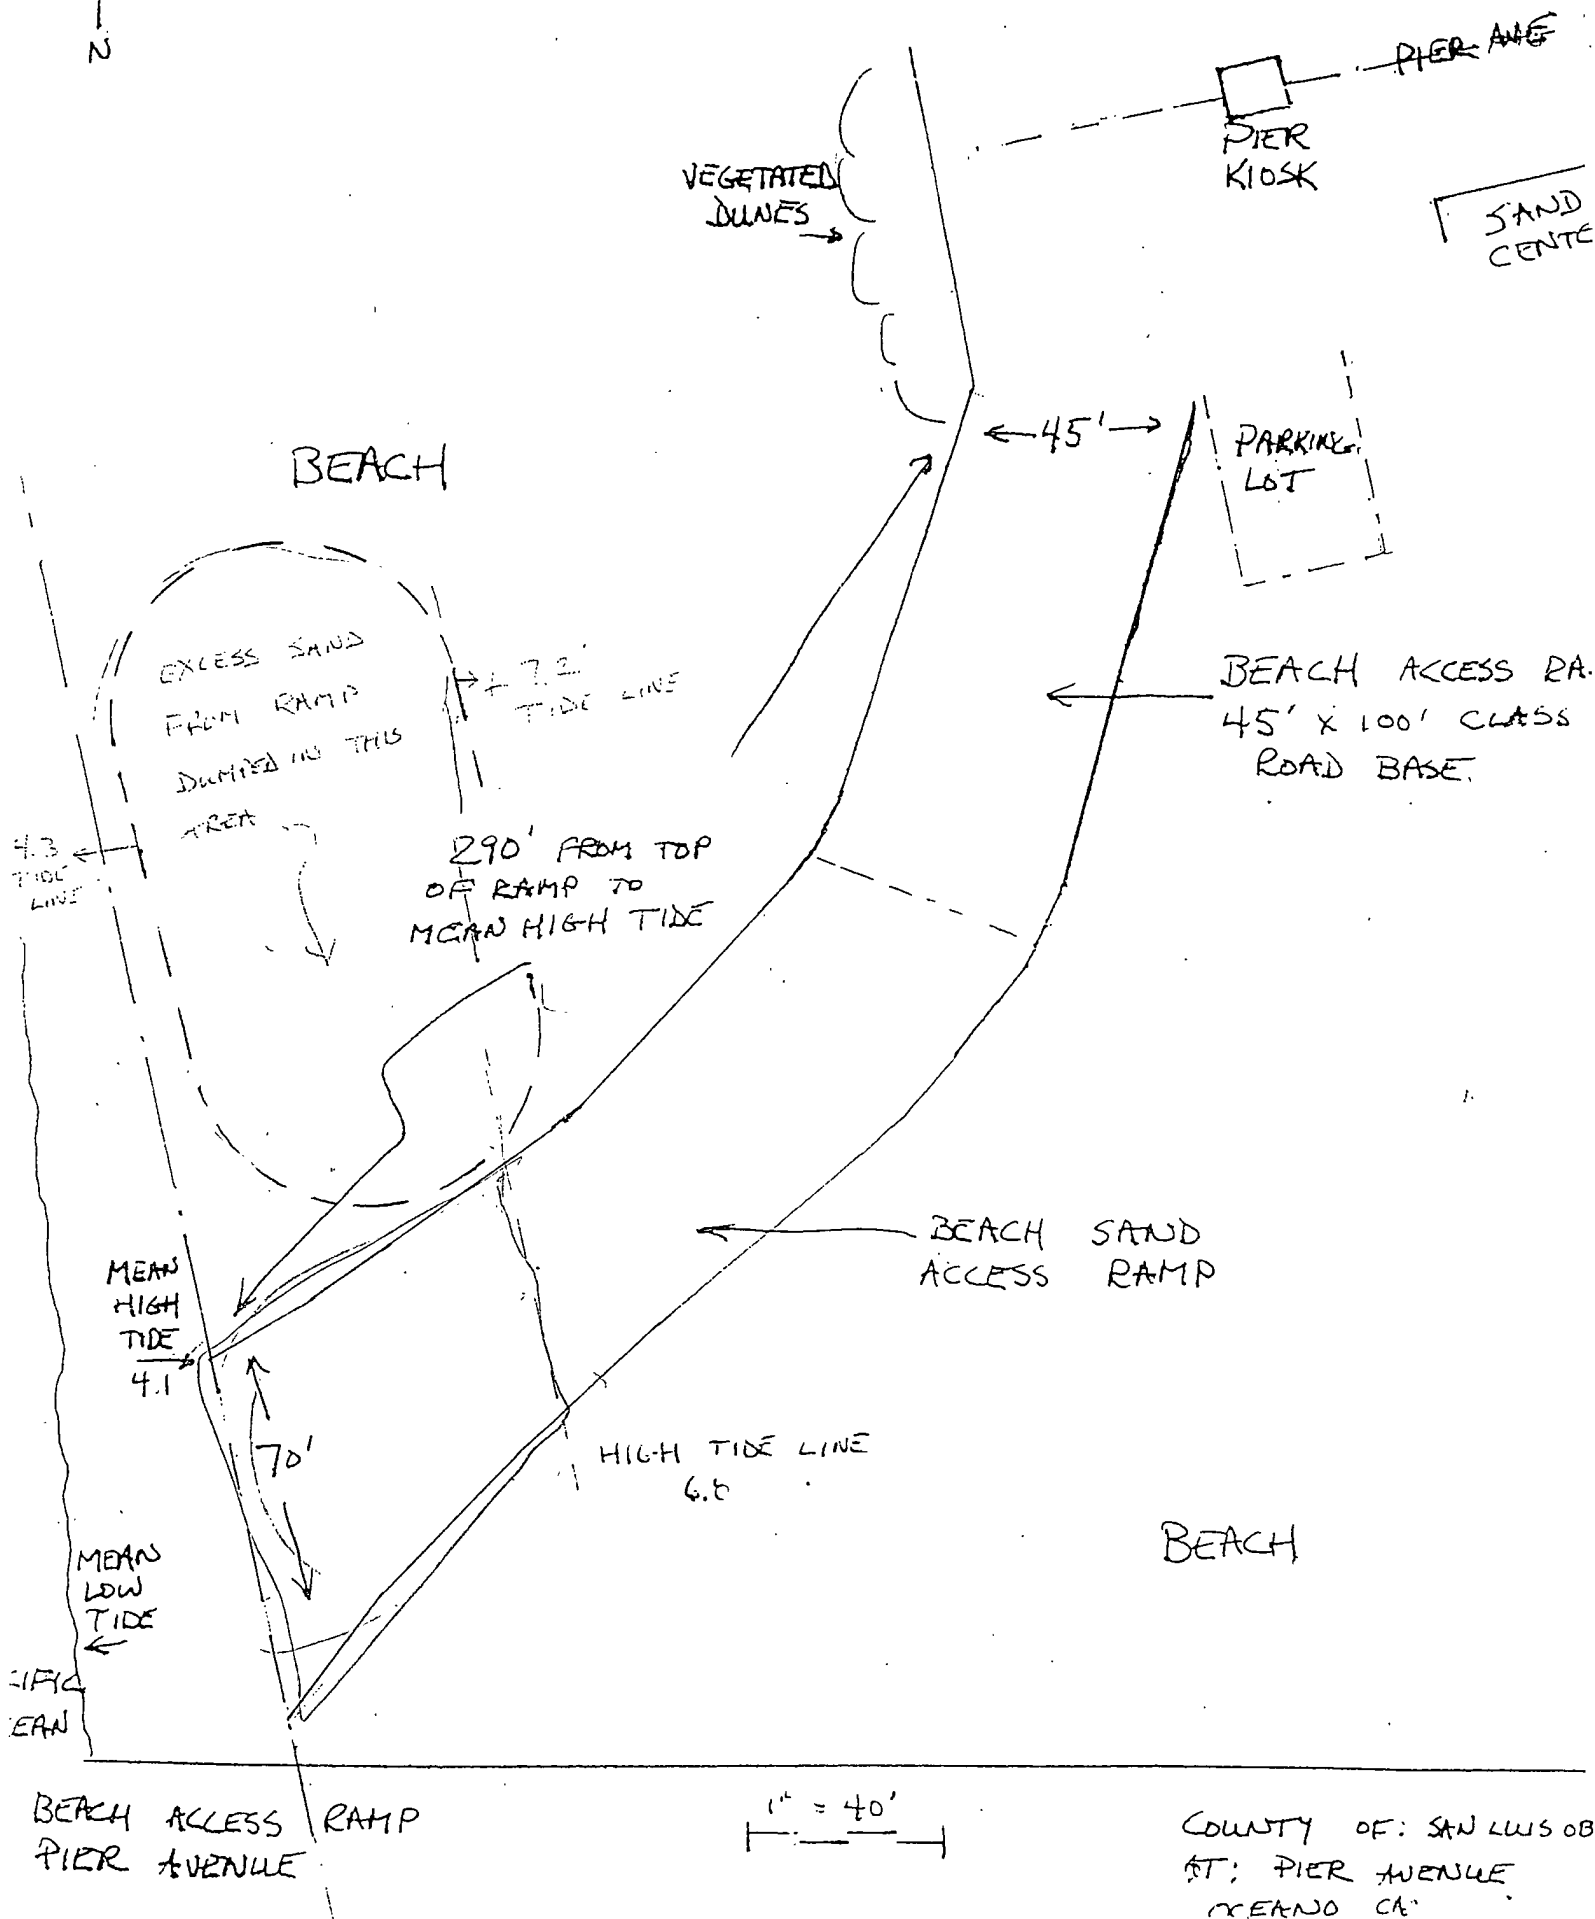 N
PIER AVE
PIER
KIOSK
VEGETATED
DUNES
SAND
CENTE
45'
PARKING
LOT
BEACH
EXCESS SAND
FROM RAMP
DUMPED IN THIS
AREA
7.2'
TIDE LINE
BEACH ACCESS RA
45' x 100' CLASS
ROAD BASE.
4.3
TIDE
LINE
290' FROM TOP
OF RAMP TO
MEAN HIGH TIDE
BEACH SAND
ACCESS RAMP
MEAN
HIGH
TIDE
4.1
70'
HIGH TIDE LINE
BEACH
MEAN
LOW
TIDE
IFIC
EAN
BEACH ACCESS RAMP
PIER AVENUE
1" = 40'
COUNTY OF: SAN LUIS OB
AT: PIER AVENUE
OCEANO CA